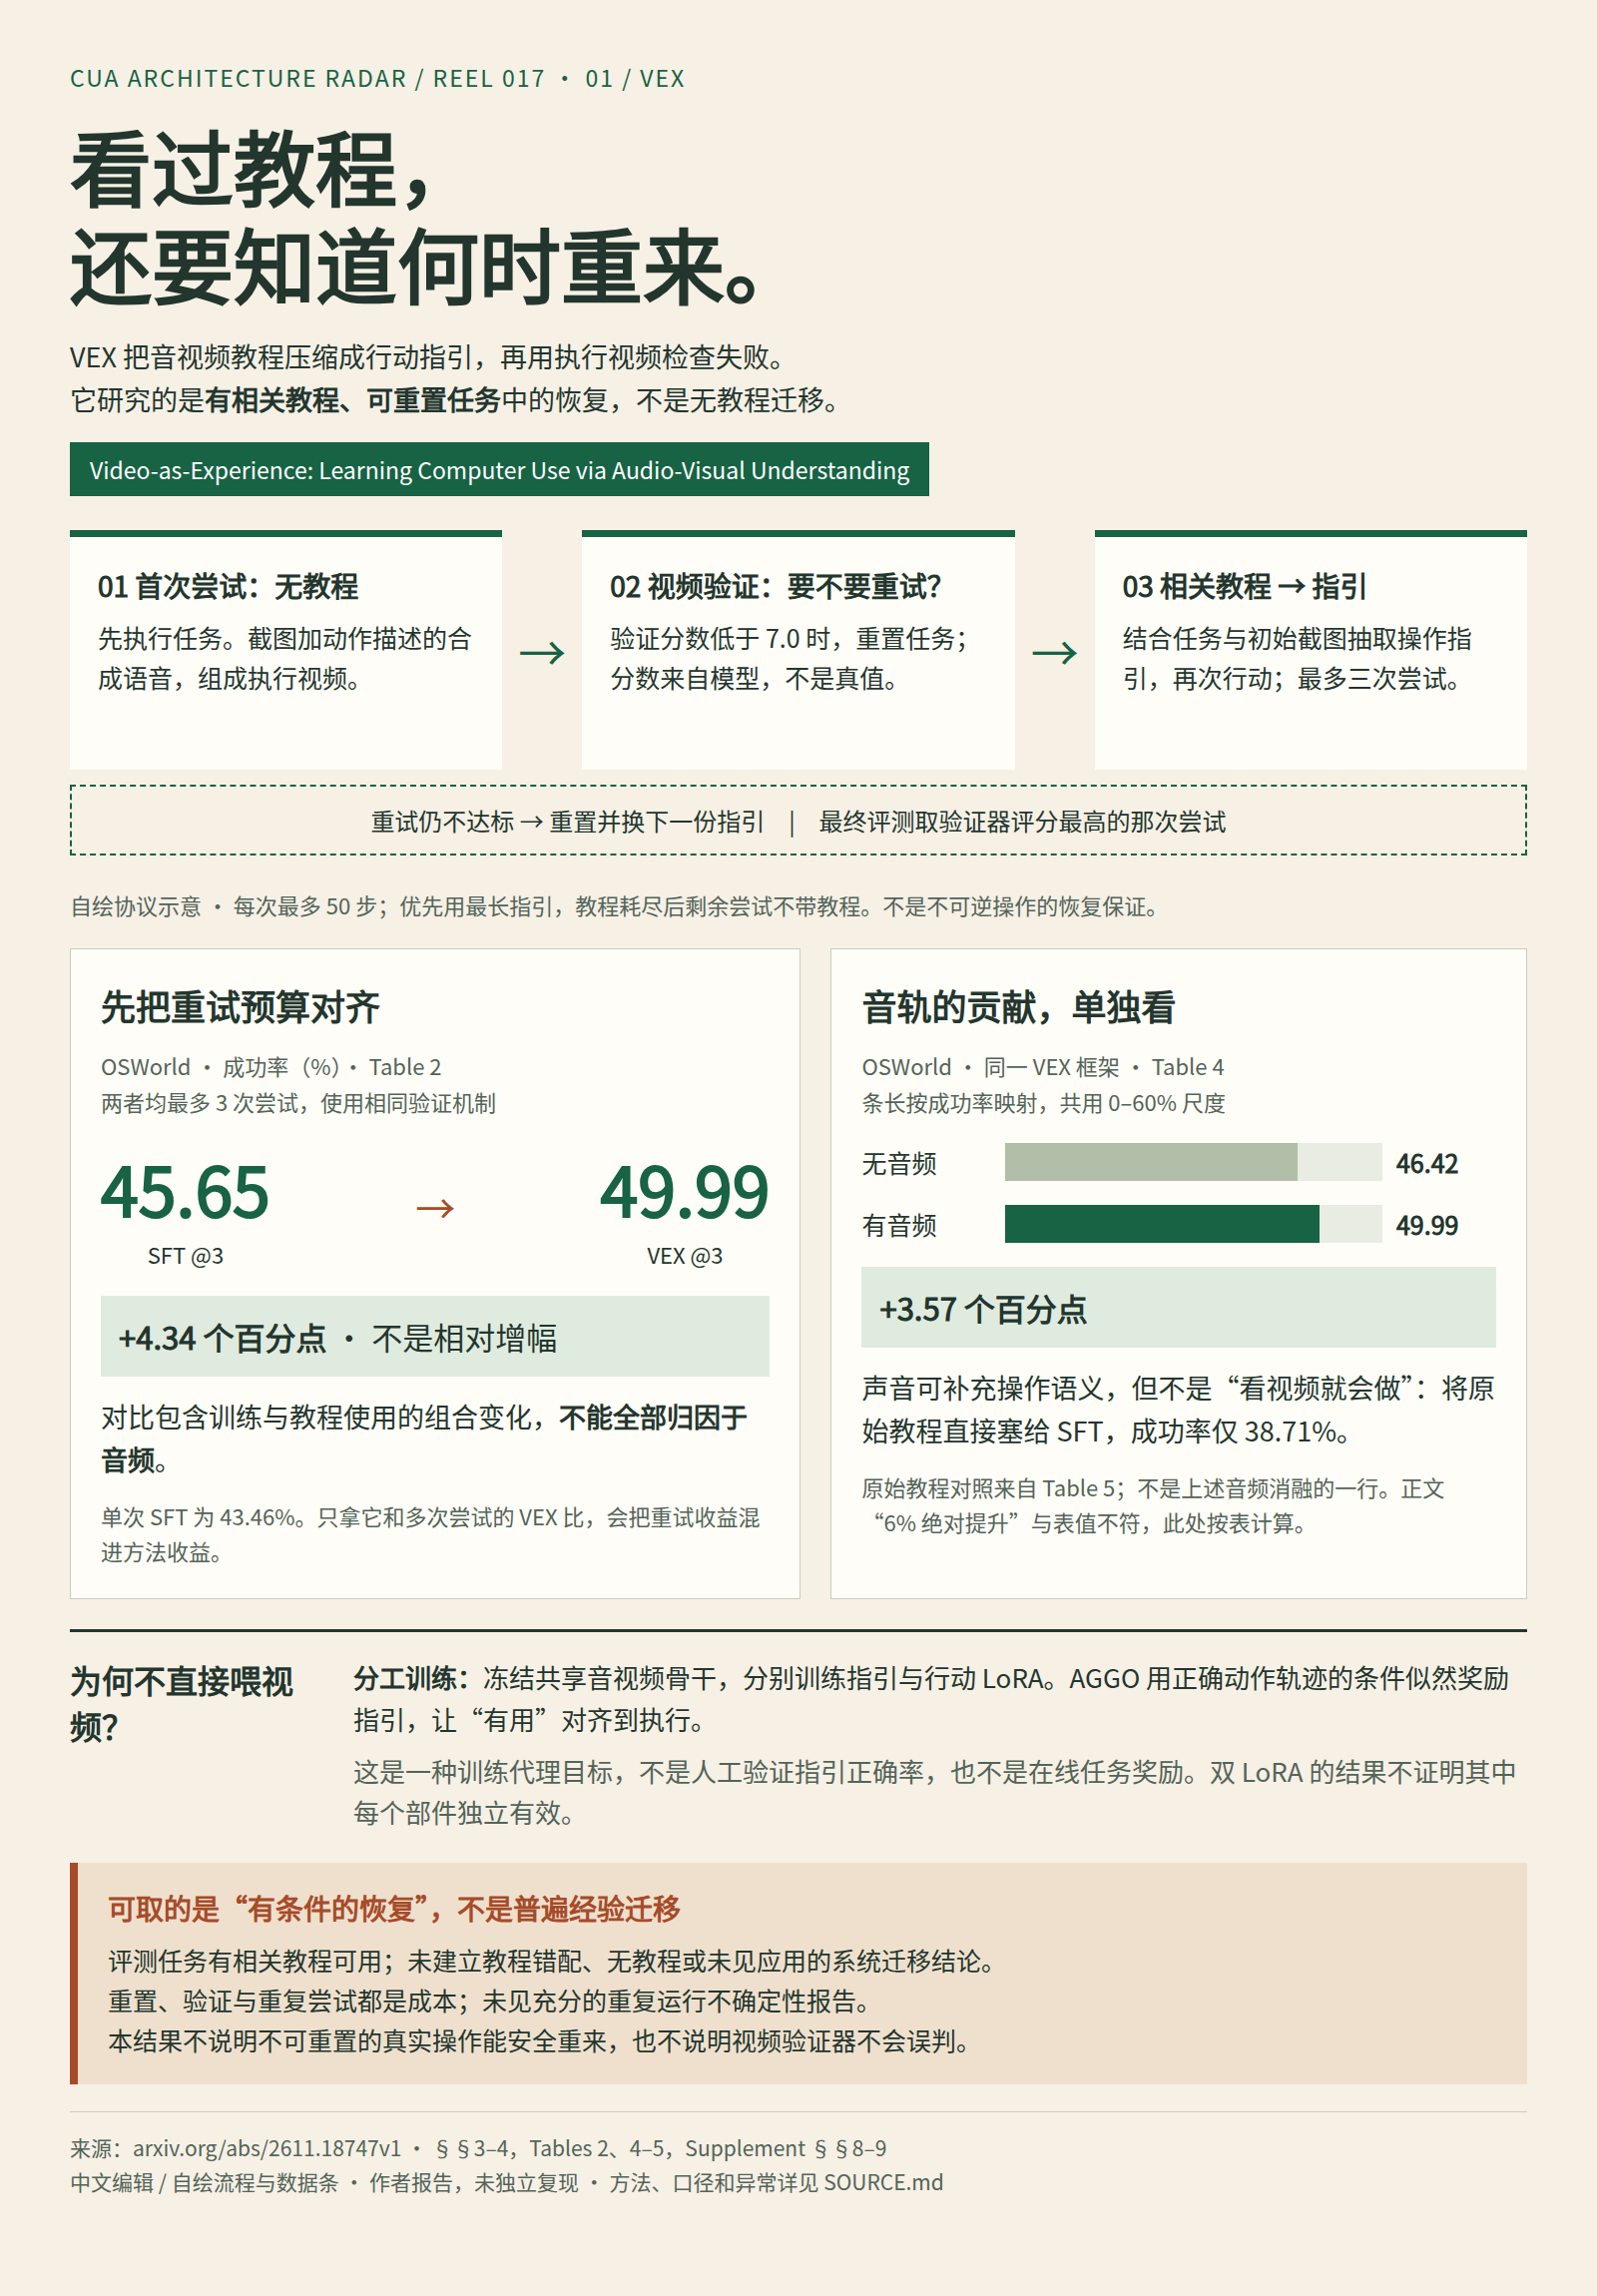 CUA ARCHITECTURE RADAR / REEL 017 · 01 / VEX
看过教程，
还要知道何时重来。
VEX 把音视频教程压缩成行动指引，再用执行视频检查失败。
它研究的是有相关教程、可重置任务中的恢复，不是无教程迁移。
Video-as-Experience: Learning Computer Use via Audio-Visual Understanding
01 首次尝试：无教程
先执行任务。截图加动作描述的合
成语音，组成执行视频。
→
02 视频验证：要不要重试？
验证分数低于 7.0 时，重置任务；
分数来自模型，不是真值。
→
03 相关教程 → 指引
结合任务与初始截图抽取操作指
引，再次行动；最多三次尝试。
重试仍不达标 → 重置并换下一份指引 | 最终评测取验证器评分最高的那次尝试
自绘协议示意 · 每次最多 50 步；优先用最长指引，教程耗尽后剩余尝试不带教程。不是不可逆操作的恢复保证。
先把重试预算对齐
OSWorld · 成功率（%）· Table 2
两者均最多 3 次尝试，使用相同验证机制
45.65 → 49.99
SFT @3 VEX @3
+4.34 个百分点 · 不是相对增幅
对比包含训练与教程使用的组合变化，不能全部归因于
音频。
单次 SFT 为 43.46%。只拿它和多次尝试的 VEX 比，会把重试收益混
进方法收益。
音轨的贡献，单独看
OSWorld · 同一 VEX 框架 · Table 4
条长按成功率映射，共用 0–60% 尺度
无音频 46.42
有音频 49.99
+3.57 个百分点
声音可补充操作语义，但不是“看视频就会做”：将原
始教程直接塞给 SFT，成功率仅 38.71%。
原始教程对照来自 Table 5；不是上述音频消融的一行。正文
“6% 绝对提升”与表值不符，此处按表计算。
为何不直接喂视
频？
分工训练：冻结共享音视频骨干，分别训练指引与行动 LoRA。AGGO 用正确动作轨迹的条件似然奖励
指引，让“有用”对齐到执行。
这是一种训练代理目标，不是人工验证指引正确率，也不是在线任务奖励。双 LoRA 的结果不证明其中
每个部件独立有效。
可取的是“有条件的恢复”，不是普遍经验迁移
评测任务有相关教程可用；未建立教程错配、无教程或未见应用的系统迁移结论。
重置、验证与重复尝试都是成本；未见充分的重复运行不确定性报告。
本结果不说明不可重置的真实操作能安全重来，也不说明视频验证器不会误判。
来源：arxiv.org/abs/2611.18747v1 · §§3–4，Tables 2、4–5，Supplement §§8–9
中文编辑 / 自绘流程与数据条 · 作者报告，未独立复现 · 方法、口径和异常详见 SOURCE.md